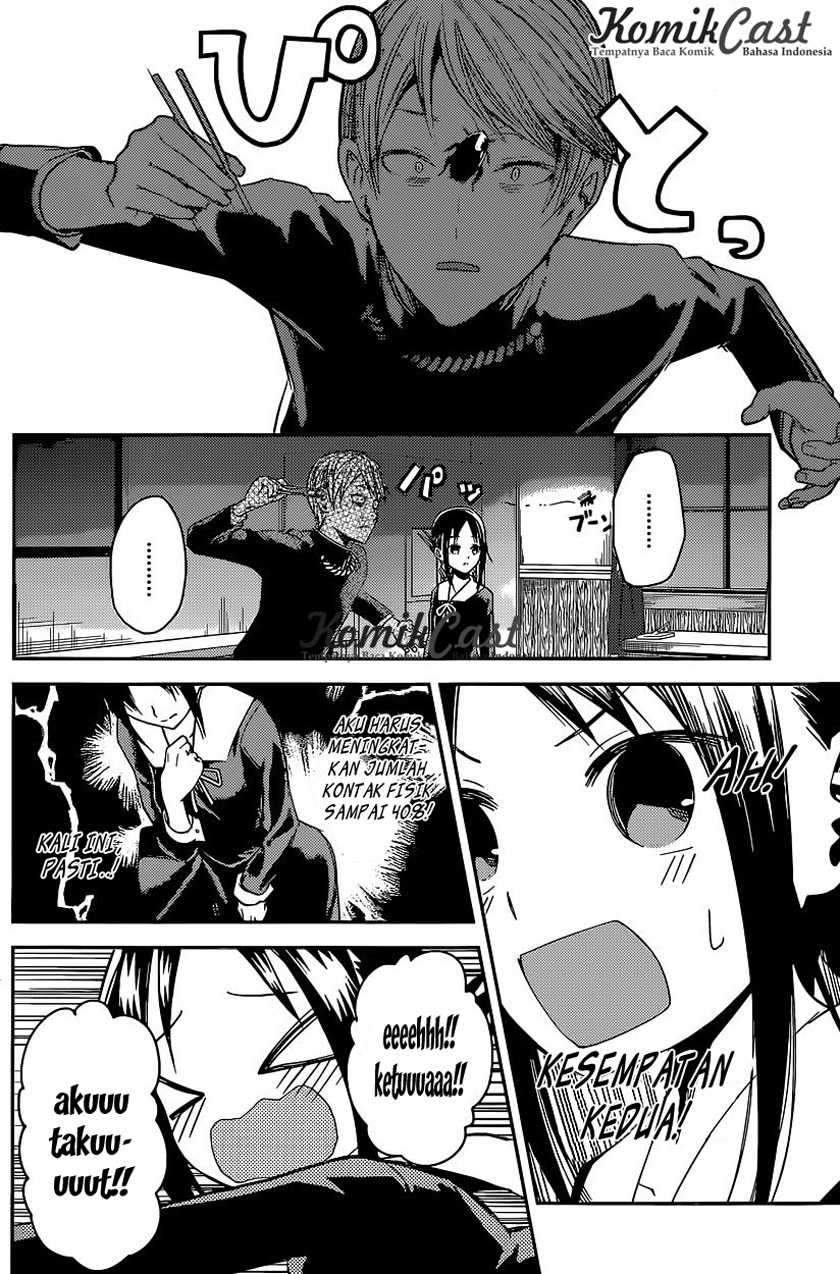 KomikCast
Tempatnya Baca Komik Bahasa Indonesia
ぴ
とっ
パッ
ブーン
.......
.......
KomikCast
AH!
KESEMPATAN
KEDUA!
AKU HARUS
MENINGKAT-
KAN JUMLAH
KONTAK FISIK
SAMPAI 40%!
KALI INI,
PASTI..!
eeeehhh!!
ketuuuaaa!!
akuuu
takuu-
uuut!!